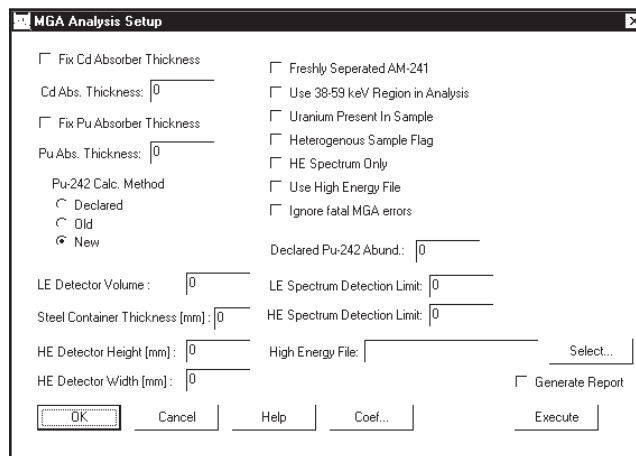 MGA Analysis Setup
Fix Cd Absorber Thickness
Cd Abs. Thickness: 0
Fix Pu Absorber Thickness
Pu Abs. Thickness: 0
Pu-242 Calc. Method
Declared
Old
New
Freshly Seperated AM-241
Use 38-59 keV Region in Analysis
Uranium Present In Sample
Heterogenous Sample Flag
HE Spectrum Only
Use High Energy File
Ignore fatal MGA errors
Declared Pu-242 Abund.: 0
LE Detector Volume : 0
LE Spectrum Detection Limit: 0
Steel Container Thickness [mm] : 0
HE Spectrum Detection Limit: 0
HE Detector Height [mm] : 0
High Energy File:
Select...
HE Detector Width [mm] : 0
Generate Report
OK
Cancel
Help
Coef...
Execute